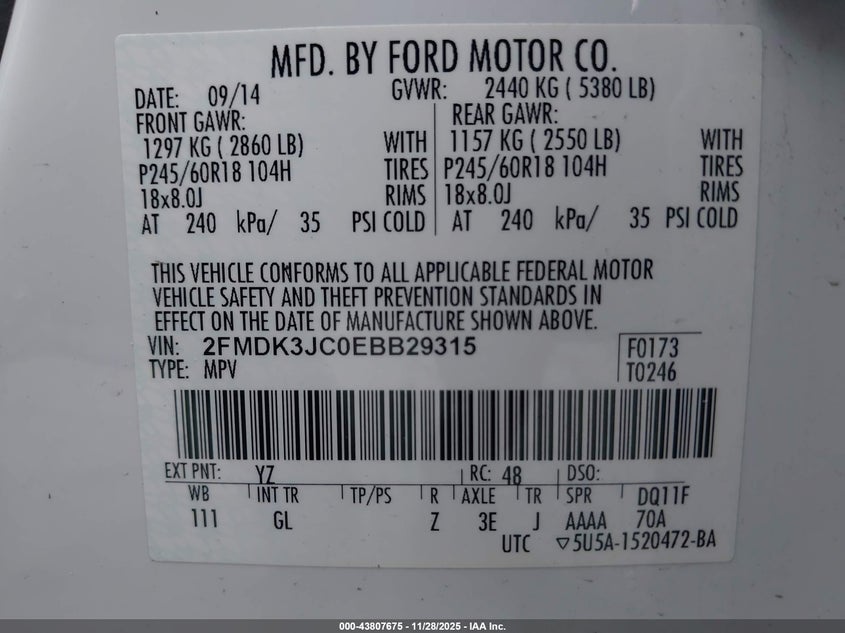 MFD. BY FORD MOTOR CO.
DATE: 09/14 GVWR: 2440 KG ( 5380 LB)
FRONT GAWR: REAR GAWR:
1297 KG ( 2860 LB) WITH 1157 KG ( 2550 LB) WITH
P245/60R18 104H TIRES P245/60R18 104H TIRES
18x8.0J RIMS 18x8.0J RIMS
AT 240 kPa/ 35 PSI COLD AT 240 kPa/ 35 PSI COLD
THIS VEHICLE CONFORMS TO ALL APPLICABLE FEDERAL MOTOR
VEHICLE SAFETY AND THEFT PREVENTION STANDARDS IN
EFFECT ON THE DATE OF MANUFACTURE SHOWN ABOVE.
VIN: 2FMDK3JC0EBB29315 F0173
TYPE: MPV T0246
EXT PNT: YZ RC: 48 DSO:
WB INT TR TP/PS R AXLE TR SPR DQ11F
111 GL Z 3E J AAAA 70A
UTC ▽5U5A-1520472-BA
000-43807675 | 11/28/2025 - IAA Inc.